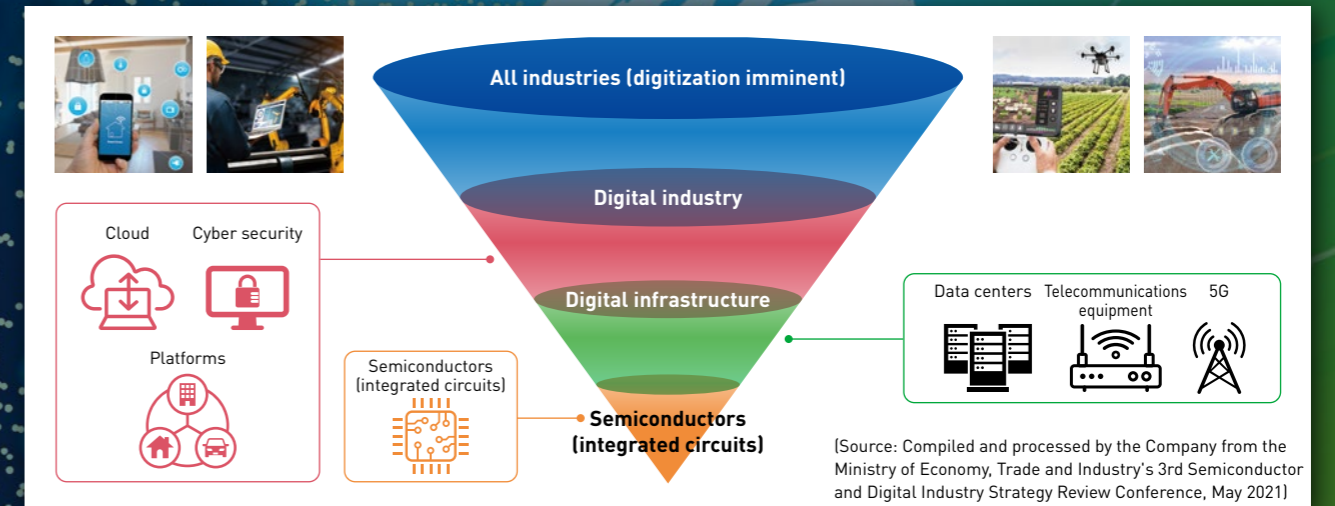 All industries (digitization imminent)
Digital industry
Digital infrastructure
Semiconductors
(integrated circuits)
Cloud
Cyber security
Platforms
Semiconductors
(integrated circuits)
Data centers
Telecommunications
equipment
5G
(Source: Compiled and processed by the Company from the
Ministry of Economy, Trade and Industry's 3rd Semiconductor
and Digital Industry Strategy Review Conference, May 2021)